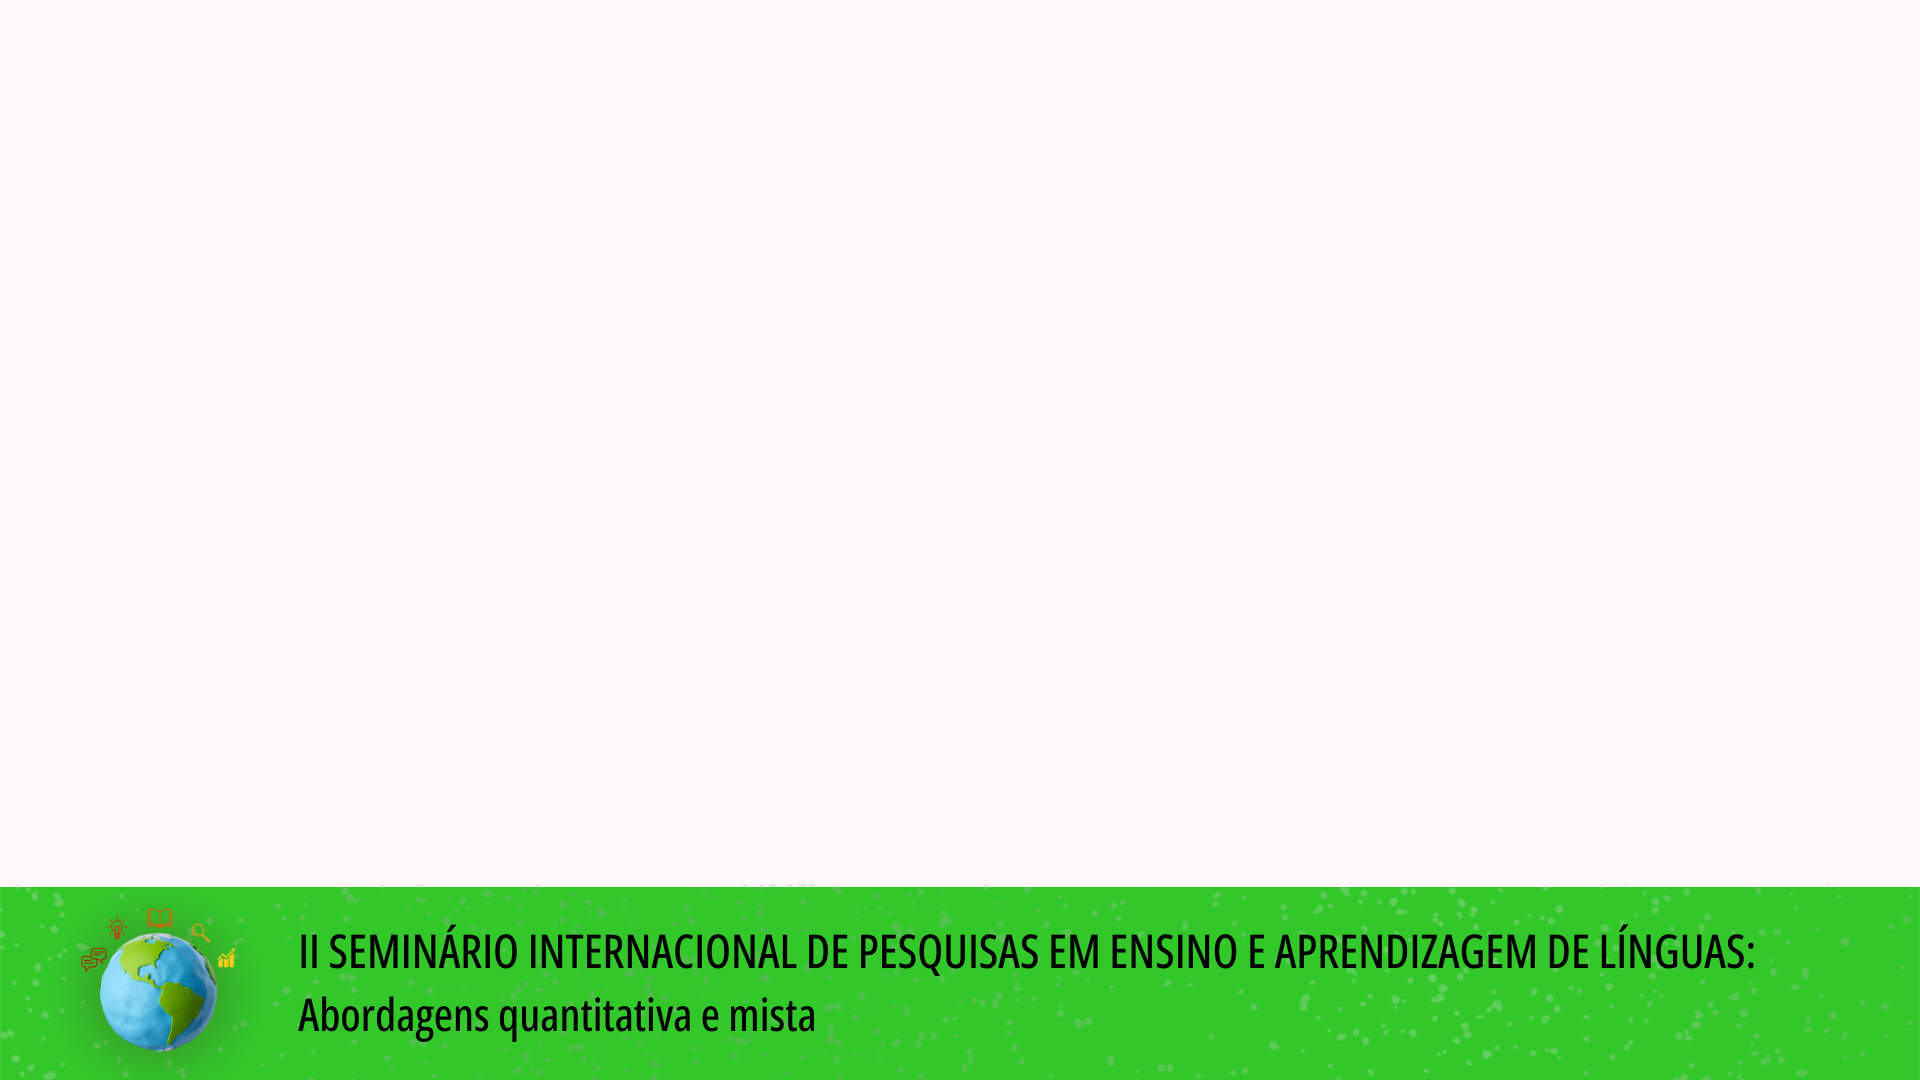 II SEMINÁRIO INTERNACIONAL DE PESQUISAS EM ENSINO E APRENDIZAGEM DE LÍNGUAS:
Abordagens quantitativa e mista